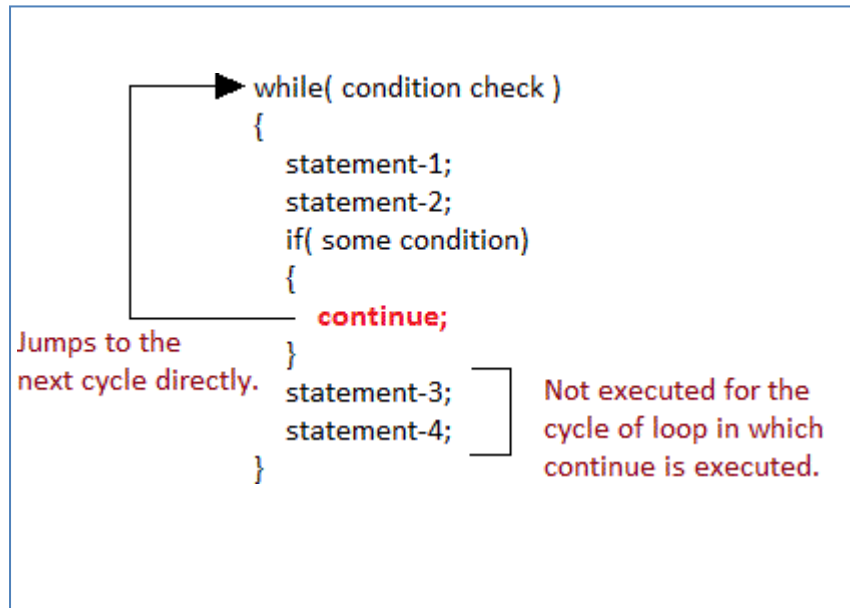 while( condition check )
{
statement-1;
statement-2;
if( some condition)
{
continue;
}
statement-3;
statement-4;
}
Jumps to the
next cycle directly.
Not executed for the
cycle of loop in which
continue is executed.